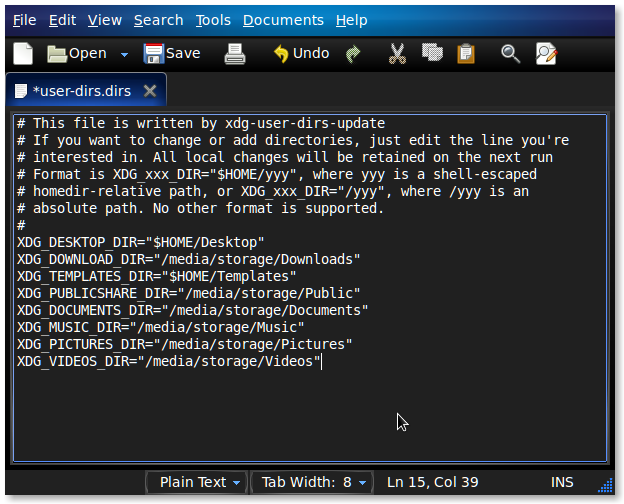 File Edit View Search Tools Documents Help
Open Save Undo
*user-dirs.dirs
# This file is written by xdg-user-dirs-update
# If you want to change or add directories, just edit the line you're
# interested in. All local changes will be retained on the next run
# Format is XDG_xxx_DIR="$HOME/yyy", where yyy is a shell-escaped
# homedir-relative path, or XDG_xxx_DIR="/yyy", where /yyy is an
# absolute path. No other format is supported.
#
XDG_DESKTOP_DIR="$HOME/Desktop"
XDG_DOWNLOAD_DIR="/media/storage/Downloads"
XDG_TEMPLATES_DIR="$HOME/Templates"
XDG_PUBLICSHARE_DIR="/media/storage/Public"
XDG_DOCUMENTS_DIR="/media/storage/Documents"
XDG_MUSIC_DIR="/media/storage/Music"
XDG_PICTURES_DIR="/media/storage/Pictures"
XDG_VIDEOS_DIR="/media/storage/Videos"
Plain Text Tab Width: 8 Ln 15, Col 39 INS